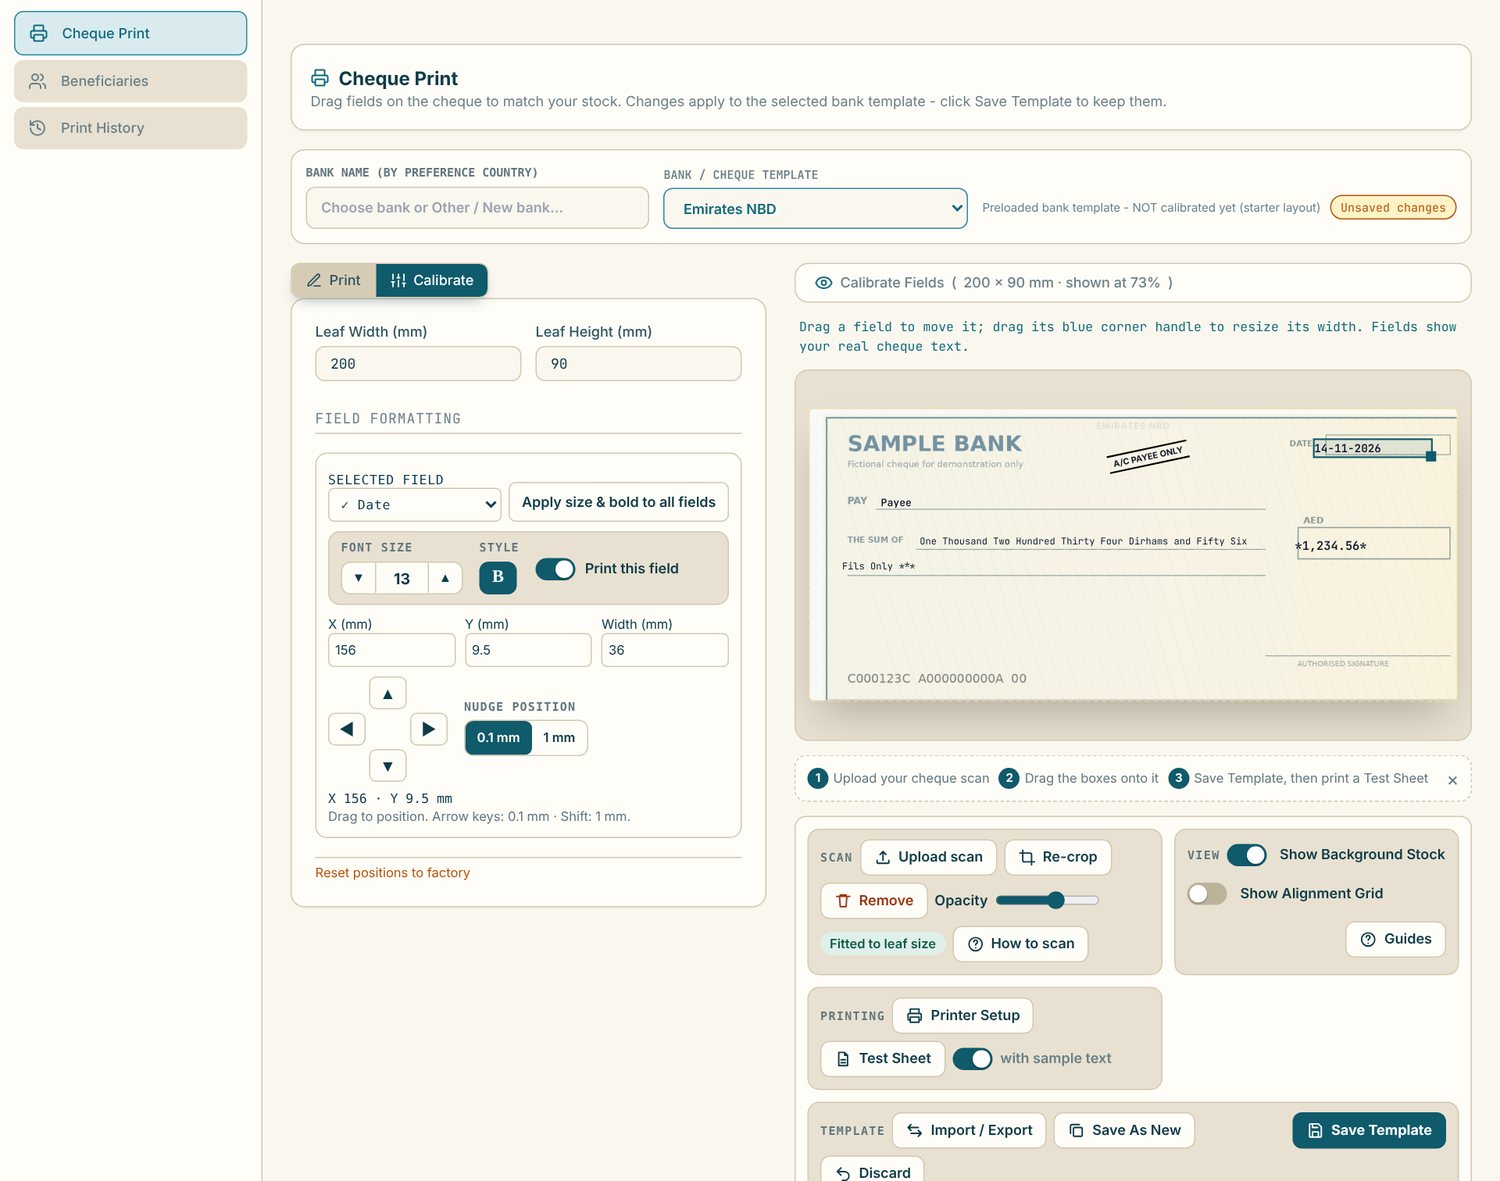 Cheque Print
Beneficiaries
Print History
Cheque Print
Drag fields on the cheque to match your stock. Changes apply to the selected bank template - click Save Template to keep them.
BANK NAME (BY PREFERENCE COUNTRY)
Choose bank or Other / New bank...
BANK / CHEQUE TEMPLATE
Emirates NBD
Preloaded bank template - NOT calibrated yet (starter layout)
Unsaved changes
Print
Calibrate
Leaf Width (mm)
Leaf Height (mm)
200
90
FIELD FORMATTING
SELECTED FIELD
✓ Date
Apply size & bold to all fields
FONT SIZE
STYLE
▼ 13 ▲
B
Print this field
X (mm)
Y (mm)
Width (mm)
156
9.5
36
▲
◀ ▶
▼
NUDGE POSITION
0.1 mm
1 mm
X 156 · Y 9.5 mm
Drag to position. Arrow keys: 0.1 mm · Shift: 1 mm.
Reset positions to factory
Calibrate Fields ( 200 × 90 mm · shown at 73% )
Drag a field to move it; drag its blue corner handle to resize its width. Fields show
your real cheque text.
EMIRATES NBD
SAMPLE BANK
Fictional cheque for demonstration only
A/C PAYEE ONLY
DATE
14-11-2026
PAY
Payee
AED
THE SUM OF
One Thousand Two Hundred Thirty Four Dirhams and Fifty Six
*1,234.56*
Fils Only ***
AUTHORISED SIGNATURE
C000123C A000000000A 00
1 Upload your cheque scan 2 Drag the boxes onto it 3 Save Template, then print a Test Sheet ×
SCAN
Upload scan
Re-crop
Remove
Opacity
Fitted to leaf size
How to scan
VIEW
Show Background Stock
Show Alignment Grid
Guides
PRINTING
Printer Setup
Test Sheet
with sample text
TEMPLATE
Import / Export
Save As New
Save Template
Discard